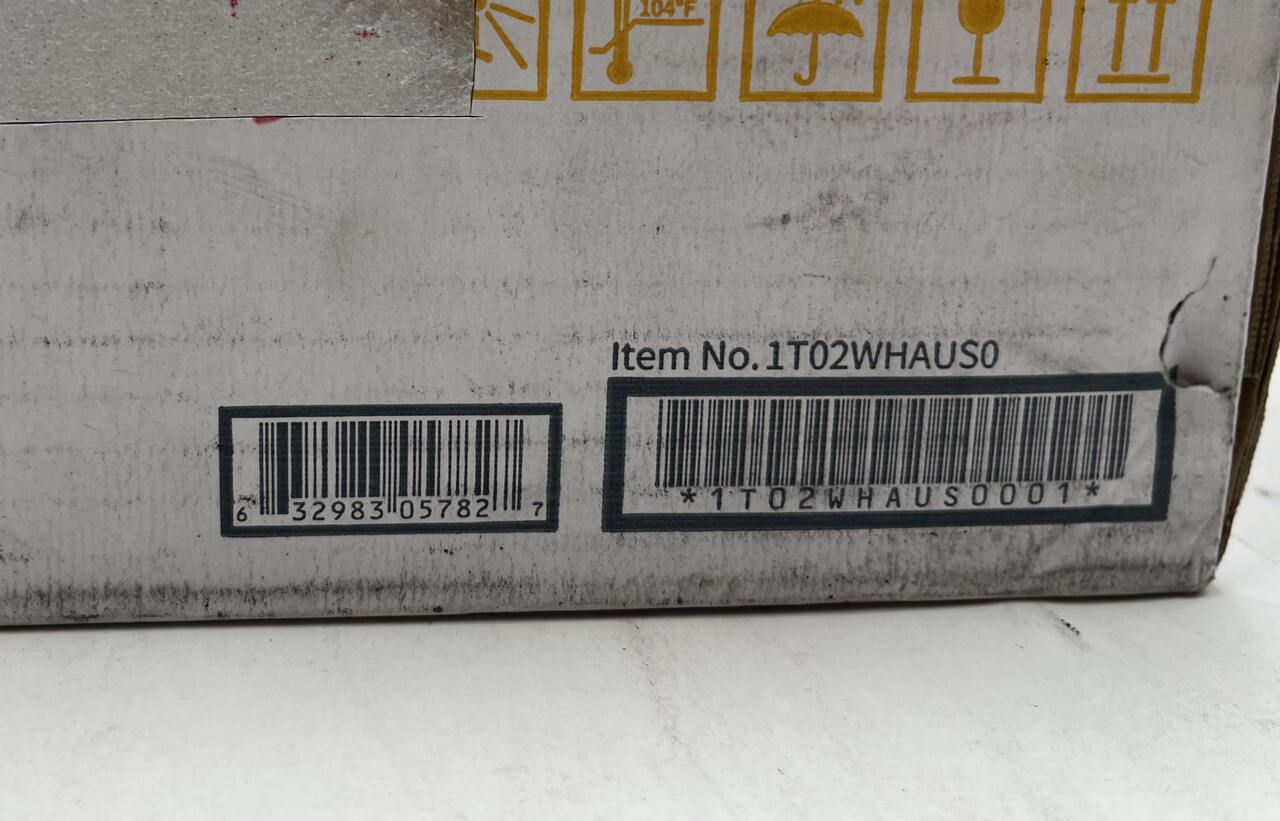 104°F
Item No.1T02WHAUS0
6 32983 05782 7
*1T02WHAUS0001*